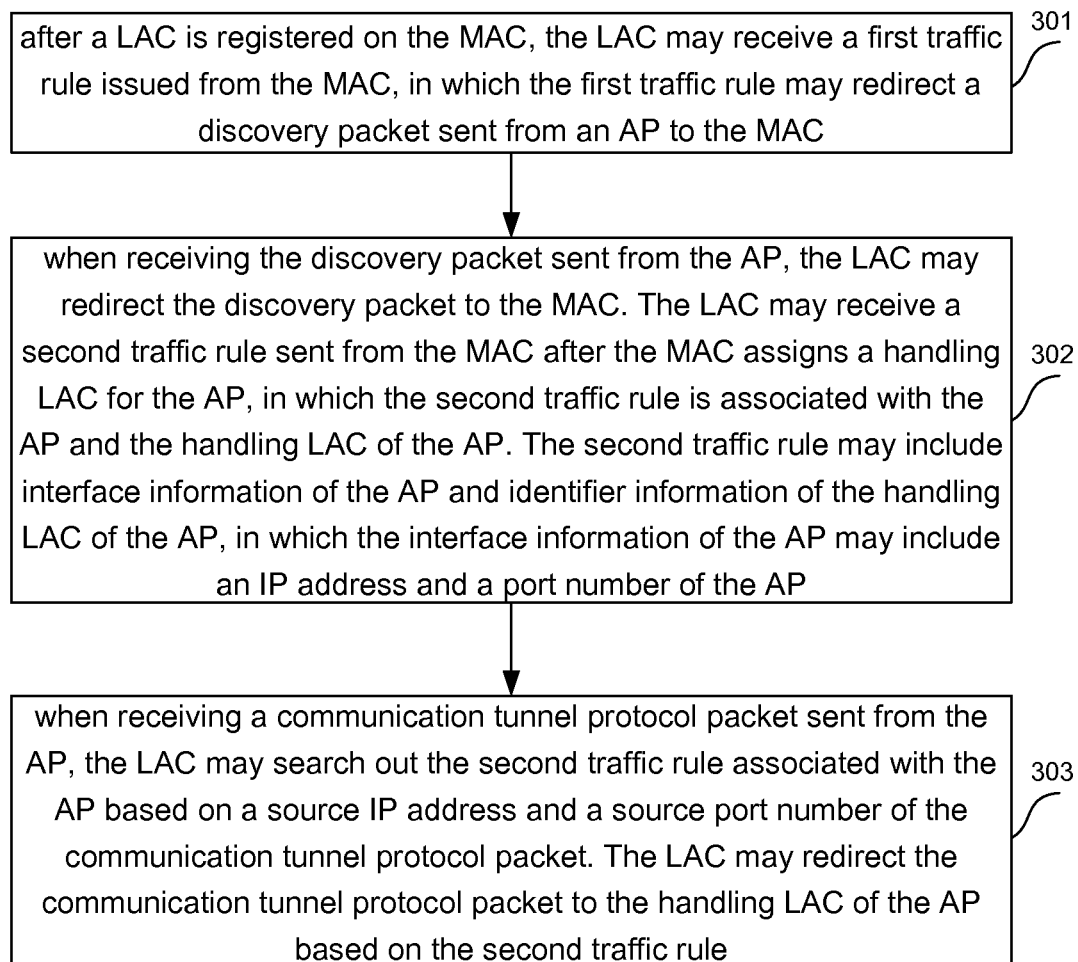 after a LAC is registered on the MAC, the LAC may receive a first traffic
rule issued from the MAC, in which the first traffic rule may redirect a
discovery packet sent from an AP to the MAC
301
when receiving the discovery packet sent from the AP, the LAC may
redirect the discovery packet to the MAC. The LAC may receive a
second traffic rule sent from the MAC after the MAC assigns a handling
LAC for the AP, in which the second traffic rule is associated with the
AP and the handling LAC of the AP. The second traffic rule may include
interface information of the AP and identifier information of the handling
LAC of the AP, in which the interface information of the AP may include
an IP address and a port number of the AP
302
when receiving a communication tunnel protocol packet sent from the
AP, the LAC may search out the second traffic rule associated with the
AP based on a source IP address and a source port number of the
communication tunnel protocol packet. The LAC may redirect the
communication tunnel protocol packet to the handling LAC of the AP
based on the second traffic rule
303